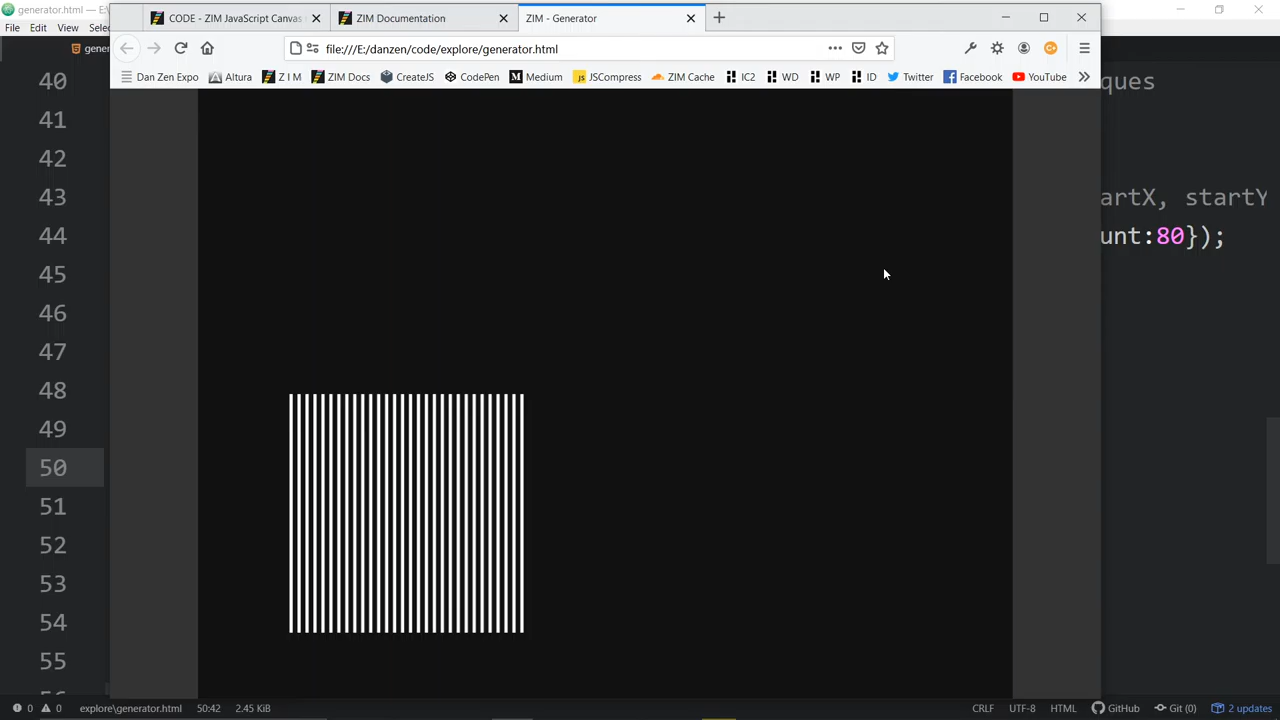 generator.html — E:\
File Edit View Sele
gener
CODE - ZIM JavaScript Canvas
ZIM Documentation
ZIM - Generator
file:///E:/danzen/code/explore/generator.html
Dan Zen Expo Altura Z I M ZIM Docs CreateJS CodePen Medium JSCompress ZIM Cache IC2 WD WP ID Twitter Facebook YouTube
40
ques
41
42
43
artX, startY
44
unt:80});
45
46
47
48
49
50
51
52
53
54
55
0 0 explore\generator.html 50:42 2.45 KiB CRLF UTF-8 HTML GitHub Git (0) 2 updates